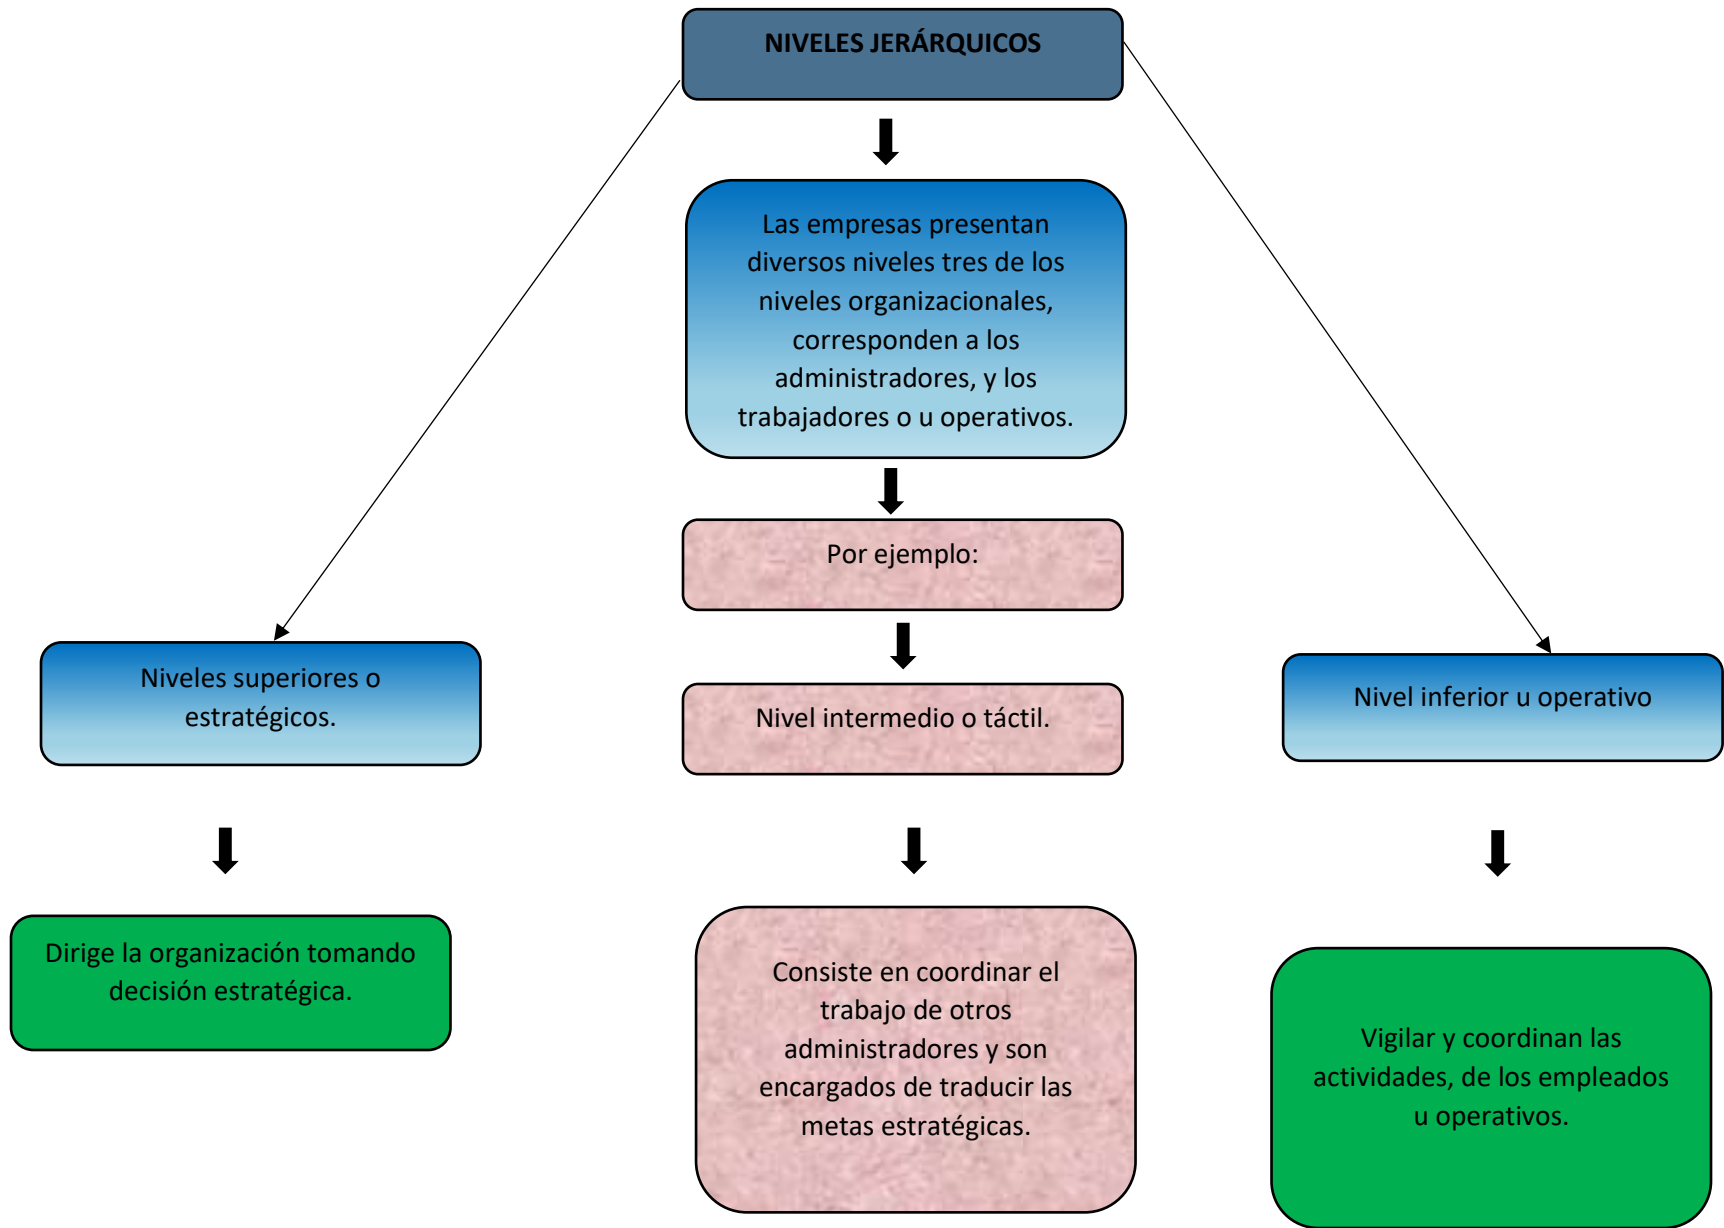 NIVELES JERÁRQUICOS
Las empresas presentan
diversos niveles tres de los
niveles organizacionales,
corresponden a los
administradores, y los
trabajadores o u operativos.
Por ejemplo:
Niveles superiores o
estratégicos.
Nivel intermedio o táctil.
Nivel inferior u operativo
Dirige la organización tomando
decisión estratégica.
Consiste en coordinar el
trabajo de otros
administradores y son
encargados de traducir las
metas estratégicas.
Vigilar y coordinan las
actividades, de los empleados
u operativos.